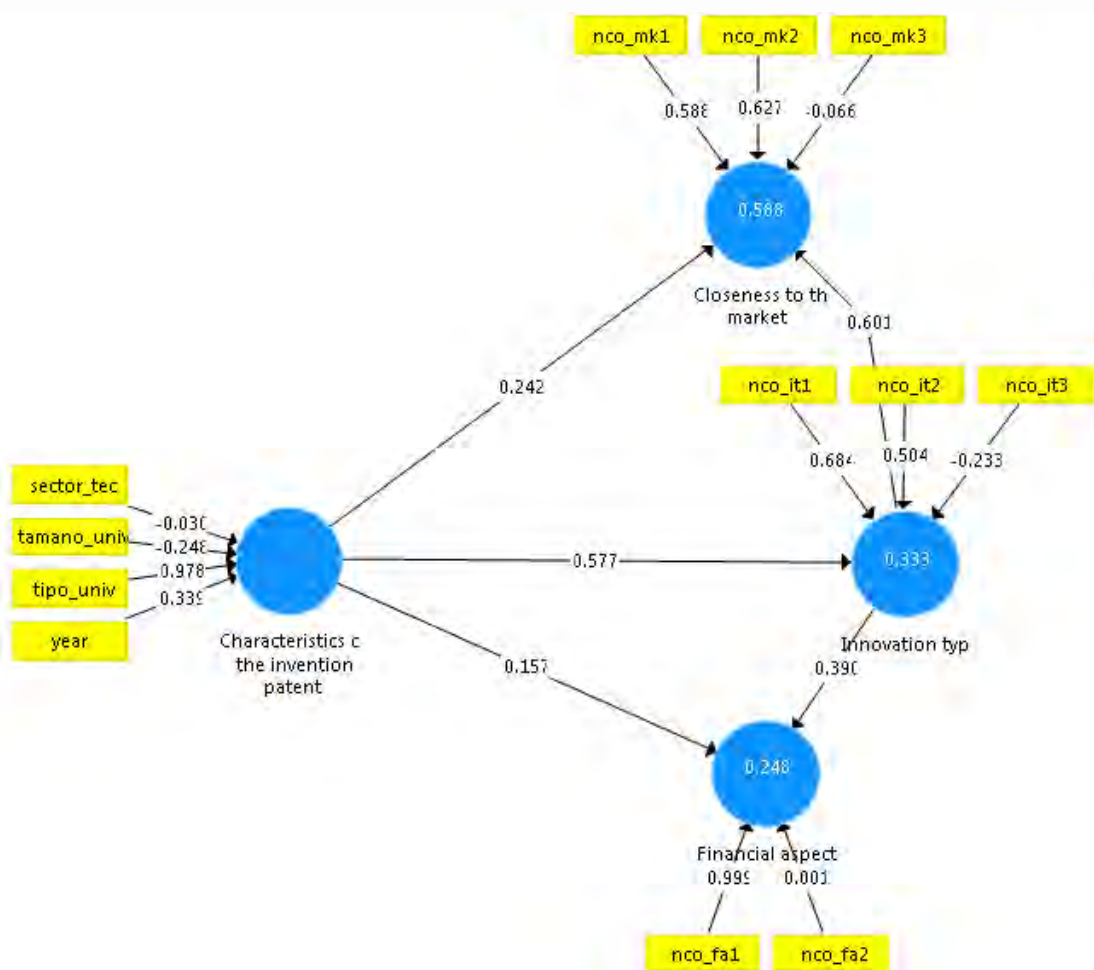 nco_mk1
nco_mk2
nco_mk3
0.588
0.627
-0.066
0.588
Closeness to th
market
0.601
nco_it1
nco_it2
nco_it3
0.242
0.684
0.504
-0.233
sector_tec
-0.030
tamano_univ
-0.248
tipo_univ
0.978
year
0.339
0.577
0.333
Characteristics c
the invention
patent
Innovation typ
0.157
0.390
0.248
Financial aspect
0.999
0.001
nco_fa1
nco_fa2